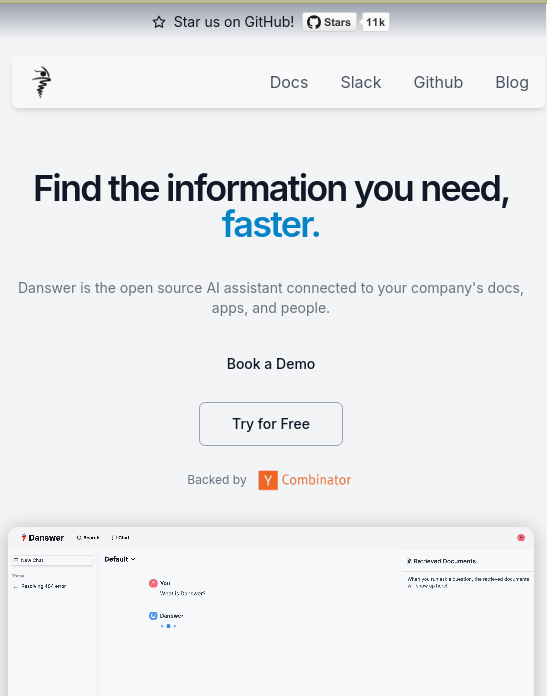 Star us on GitHub! Stars 11k
Docs Slack Github Blog
Find the information you need,
faster.
Danswer is the open source AI assistant connected to your company's docs,
apps, and people.
Book a Demo
Try for Free
Backed by Y Combinator
Danswer Search Chat
New Chat
Default
Retrieved Documents
Today
Resolving 404 error
When you run ask a question, the retrieved documents
will show up here!
You
What is Danswer?
Danswer